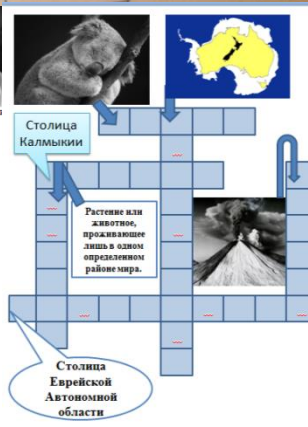 Столица
Калмыкии
Растение или
животное,
проживающее
лишь в одном
определенном
районе мира.
Столица
Еврейской
Автономной
области